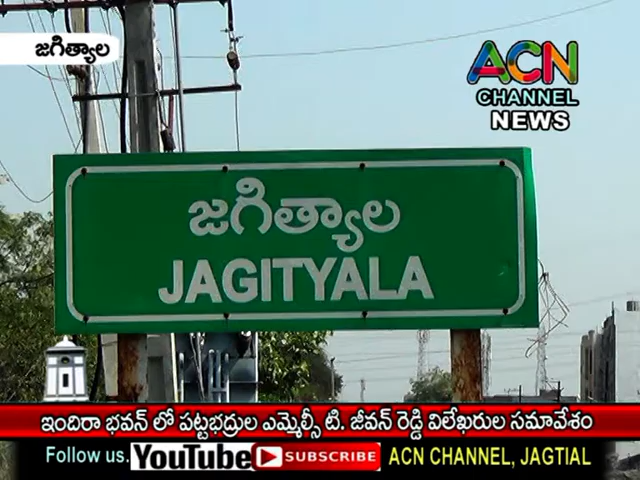 జగిత్యాల
ACN
CHANNEL
NEWS
జగిత్యాల
JAGITYALA
ఇందిరా భవన్ లో పట్టభద్రుల ఎమ్మెల్సీ టి. జీవన్ రెడ్డి విలేఖరుల సమావేశం
Follow us. YouTube SUBSCRIBE ACN CHANNEL, JAGTIAL